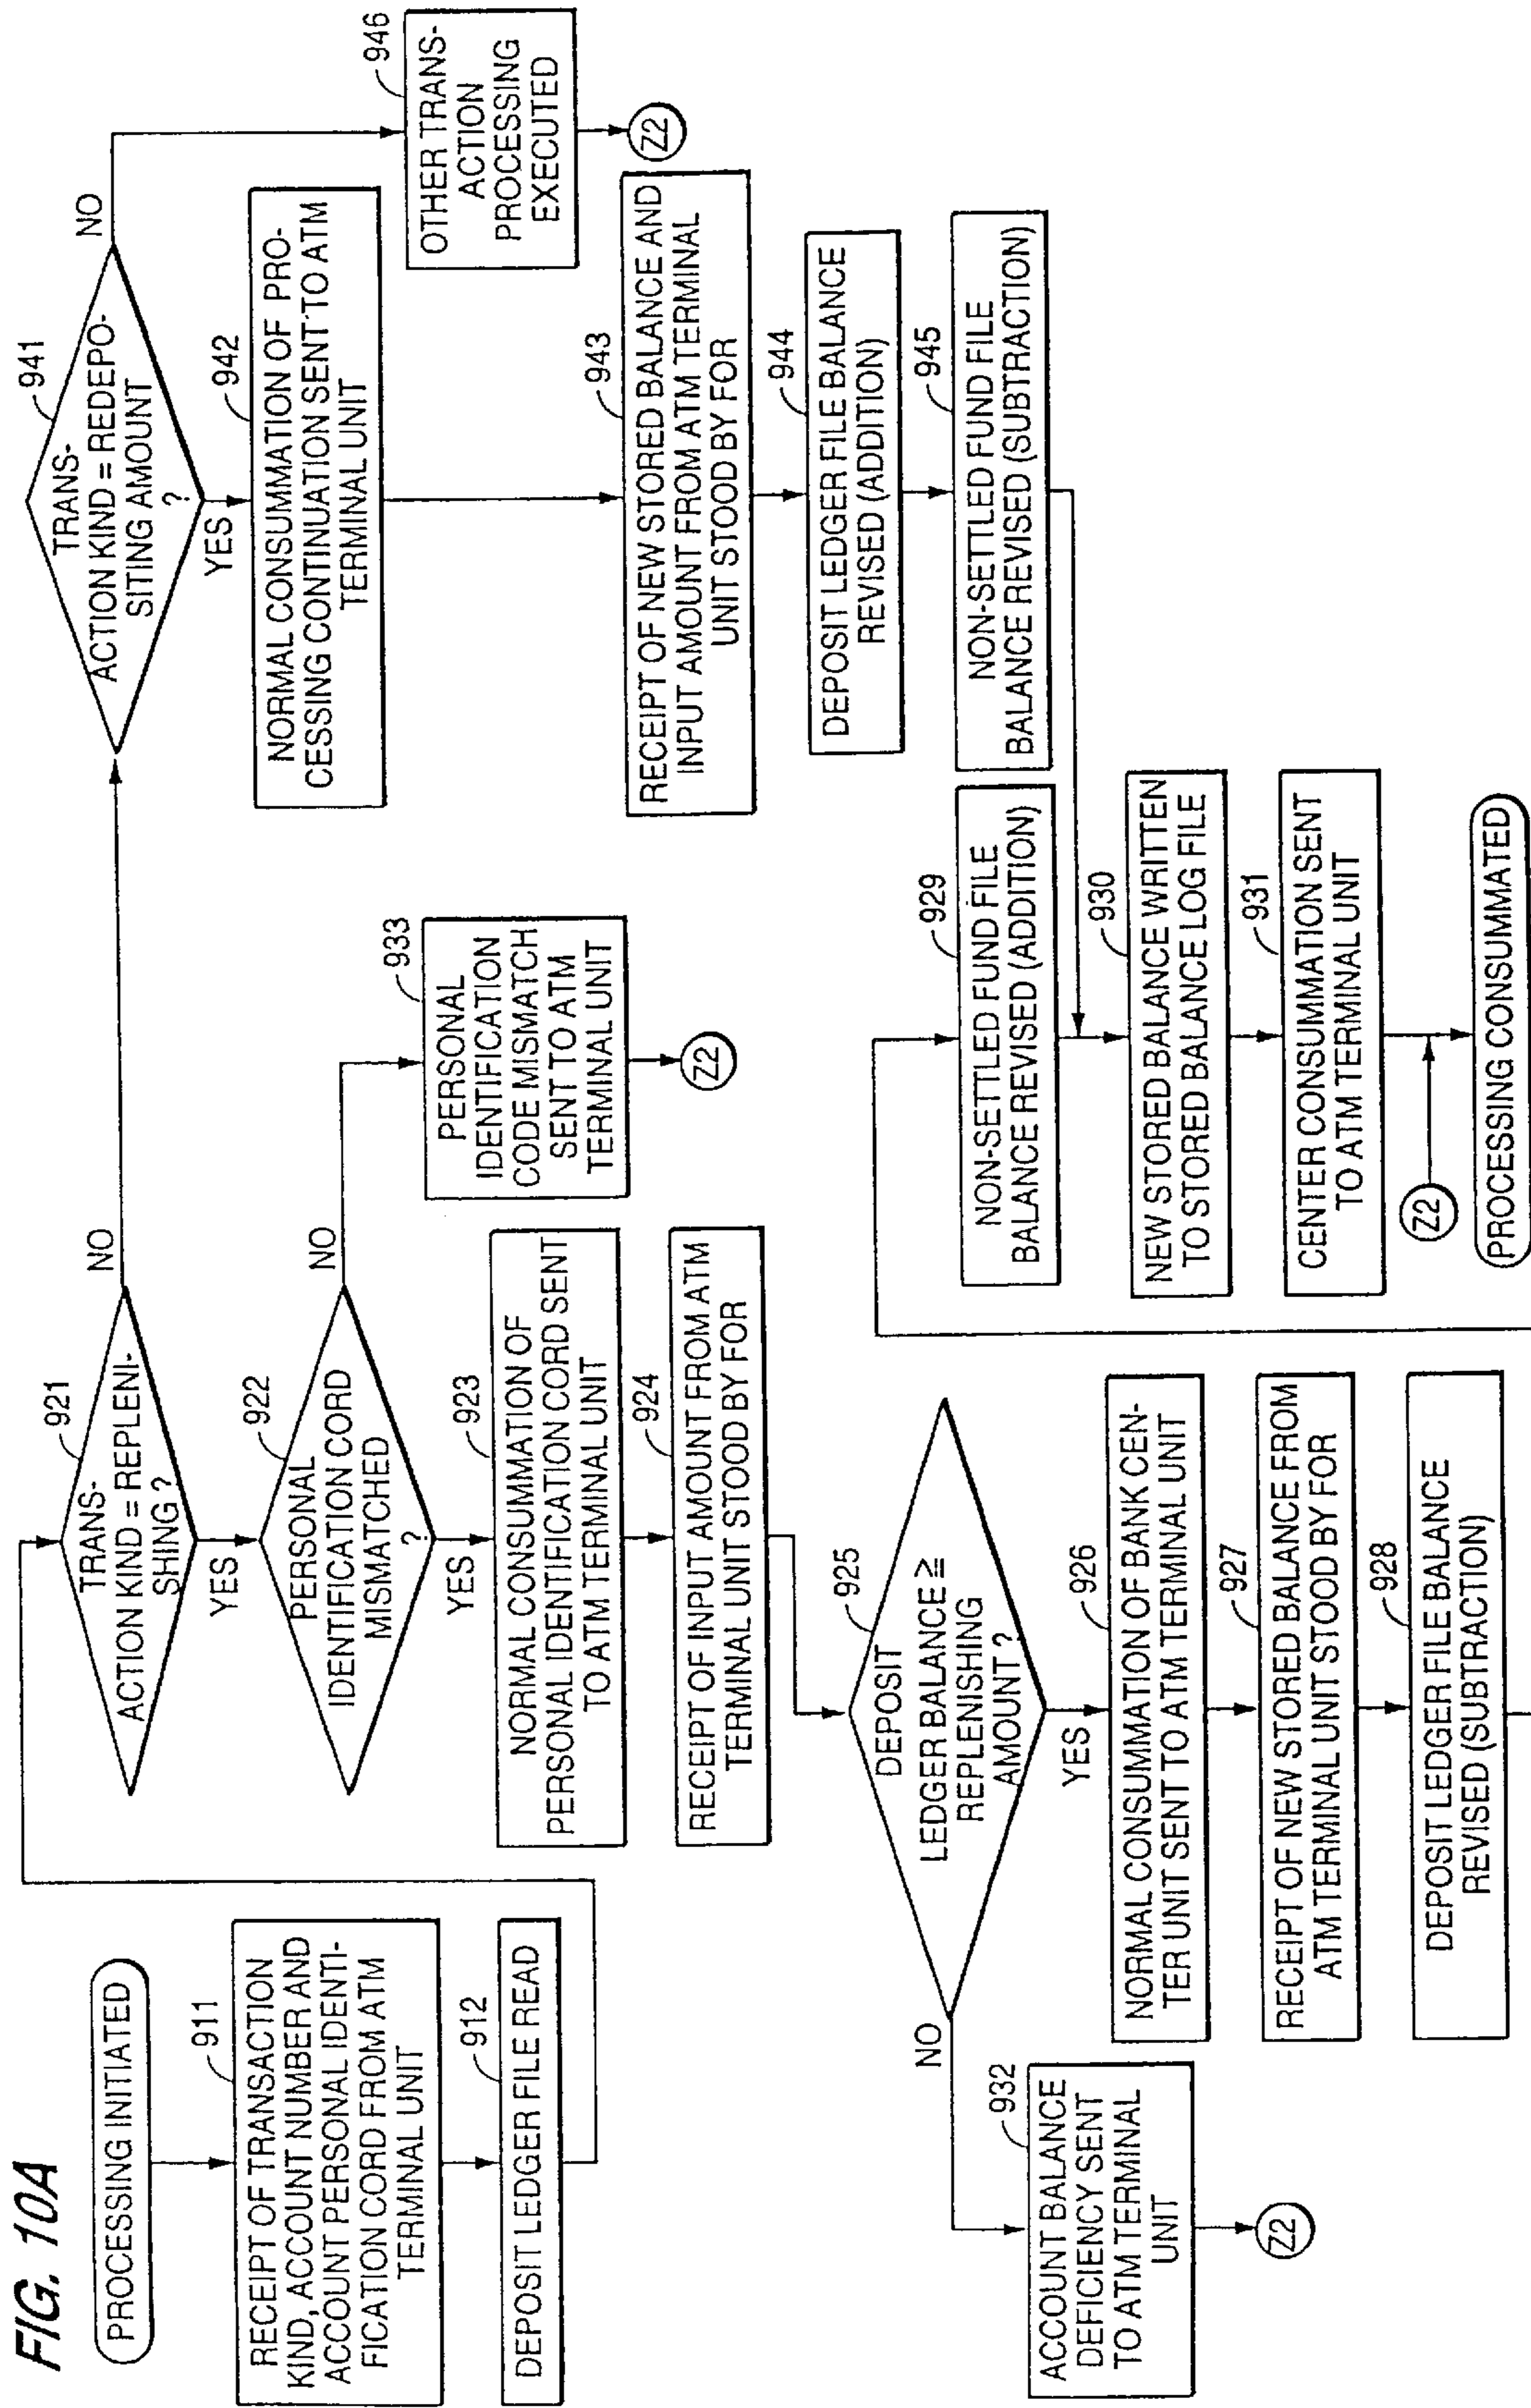 FIG. 10A
PROCESSING INITIATED
911
RECEIPT OF TRANSACTION
KIND, ACCOUNT NUMBER AND
ACCOUNT PERSONAL IDENTI-
FICATION CORD FROM ATM
TERMINAL UNIT
912
DEPOSIT LEDGER FILE READ
921
TRANS-
ACTION KIND = REPLENI-
SHING ?
NO
YES
922
PERSONAL
IDENTIFICATION CORD
MISMATCHED
?
NO
YES
933
PERSONAL
IDENTIFICATION
CODE MISMATCH
SENT TO ATM
TERMINAL UNIT
Z2
923
NORMAL CONSUMMATION OF
PERSONAL IDENTIFICATION CORD SENT
TO ATM TERMINAL UNIT
924
RECEIPT OF INPUT AMOUNT FROM ATM
TERMINAL UNIT STOOD BY FOR
925
DEPOSIT
LEDGER BALANCE ≧
REPLENISHING
AMOUNT ?
NO
YES
932
ACCOUNT BALANCE
DEFICIENCY SENT
TO ATM TERMINAL
UNIT
Z2
926
NORMAL CONSUMMATION OF BANK CEN-
TER UNIT SENT TO ATM TERMINAL UNIT
927
RECEIPT OF NEW STORED BALANCE FROM
ATM TERMINAL UNIT STOOD BY FOR
928
DEPOSIT LEDGER FILE BALANCE
REVISED (SUBTRACTION)
941
TRANS-
ACTION KIND = REDEPO-
SITING AMOUNT
?
NO
YES
946
OTHER TRANS-
ACTION
PROCESSING
EXECUTED
Z2
942
NORMAL CONSUMMATION OF PRO-
CESSING CONTINUATION SENT TO ATM
TERMINAL UNIT
943
RECEIPT OF NEW STORED BALANCE AND
INPUT AMOUNT FROM ATM TERMINAL
UNIT STOOD BY FOR
944
DEPOSIT LEDGER FILE BALANCE
REVISED (ADDITION)
945
NON-SETTLED FUND FILE
BALANCE REVISED (SUBTRACTION)
929
NON-SETTLED FUND FILE
BALANCE REVISED (ADDITION)
930
NEW STORED BALANCE WRITTEN
TO STORED BALANCE LOG FILE
931
CENTER CONSUMMATION SENT
TO ATM TERMINAL UNIT
Z2
PROCESSING CONSUMMATED